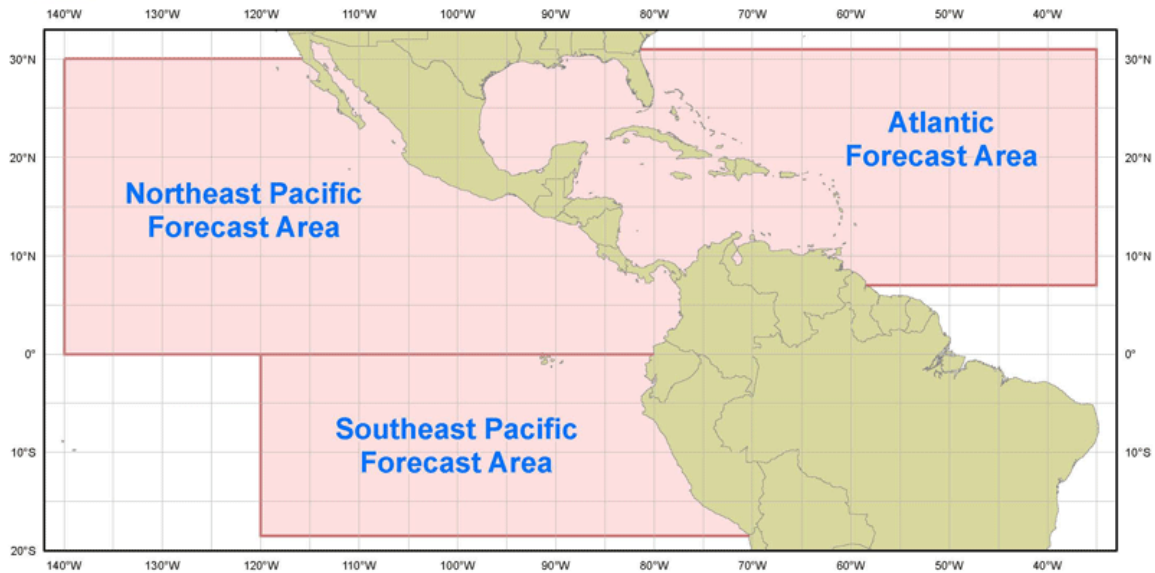 140°W 130°W 120°W 110°W 100°W 90°W 80°W 70°W 60°W 50°W 40°W
30°N 30°N
Atlantic
Forecast Area
20°N 20°N
Northeast Pacific
Forecast Area
10°N 10°N
0° 0°
Southeast Pacific
Forecast Area
10°S 10°S
20°S
140°W 130°W 120°W 110°W 100°W 90°W 80°W 70°W 60°W 50°W 40°W